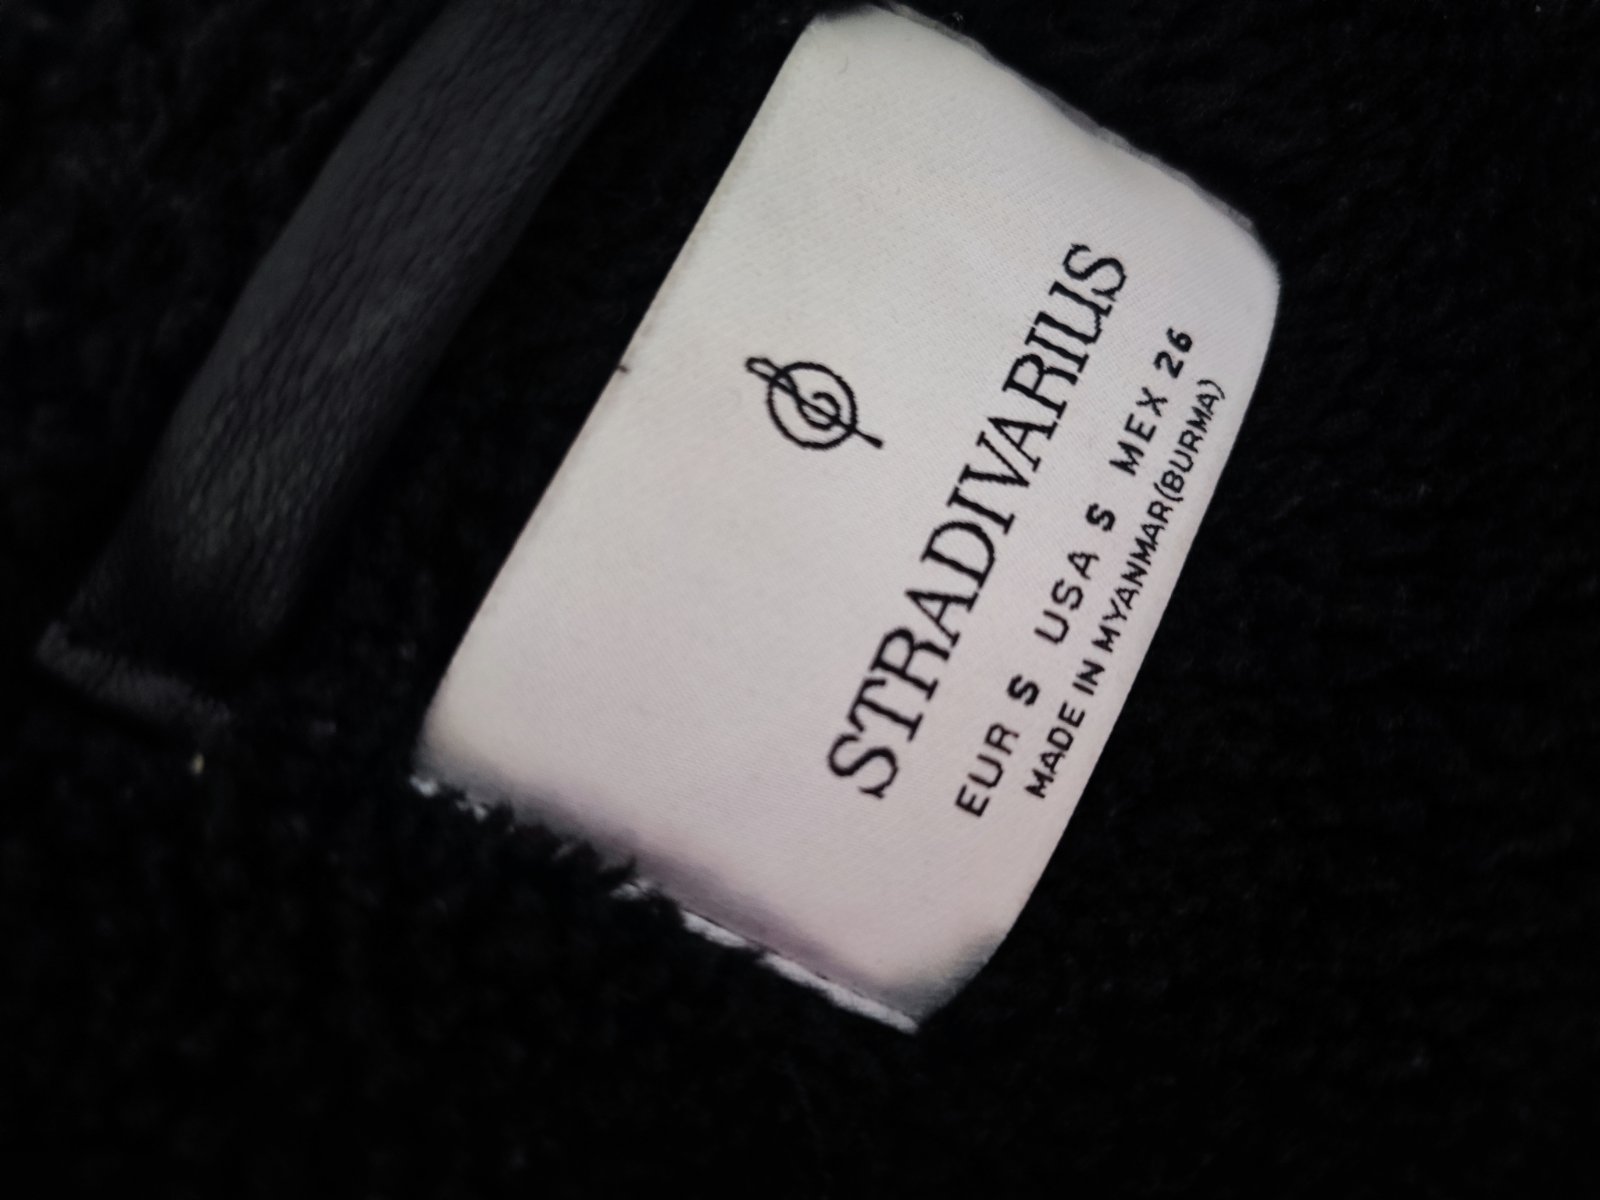 STRADIVARIUS
EUR S USA S MEX 26
MADE IN MYANMAR(BURMA)